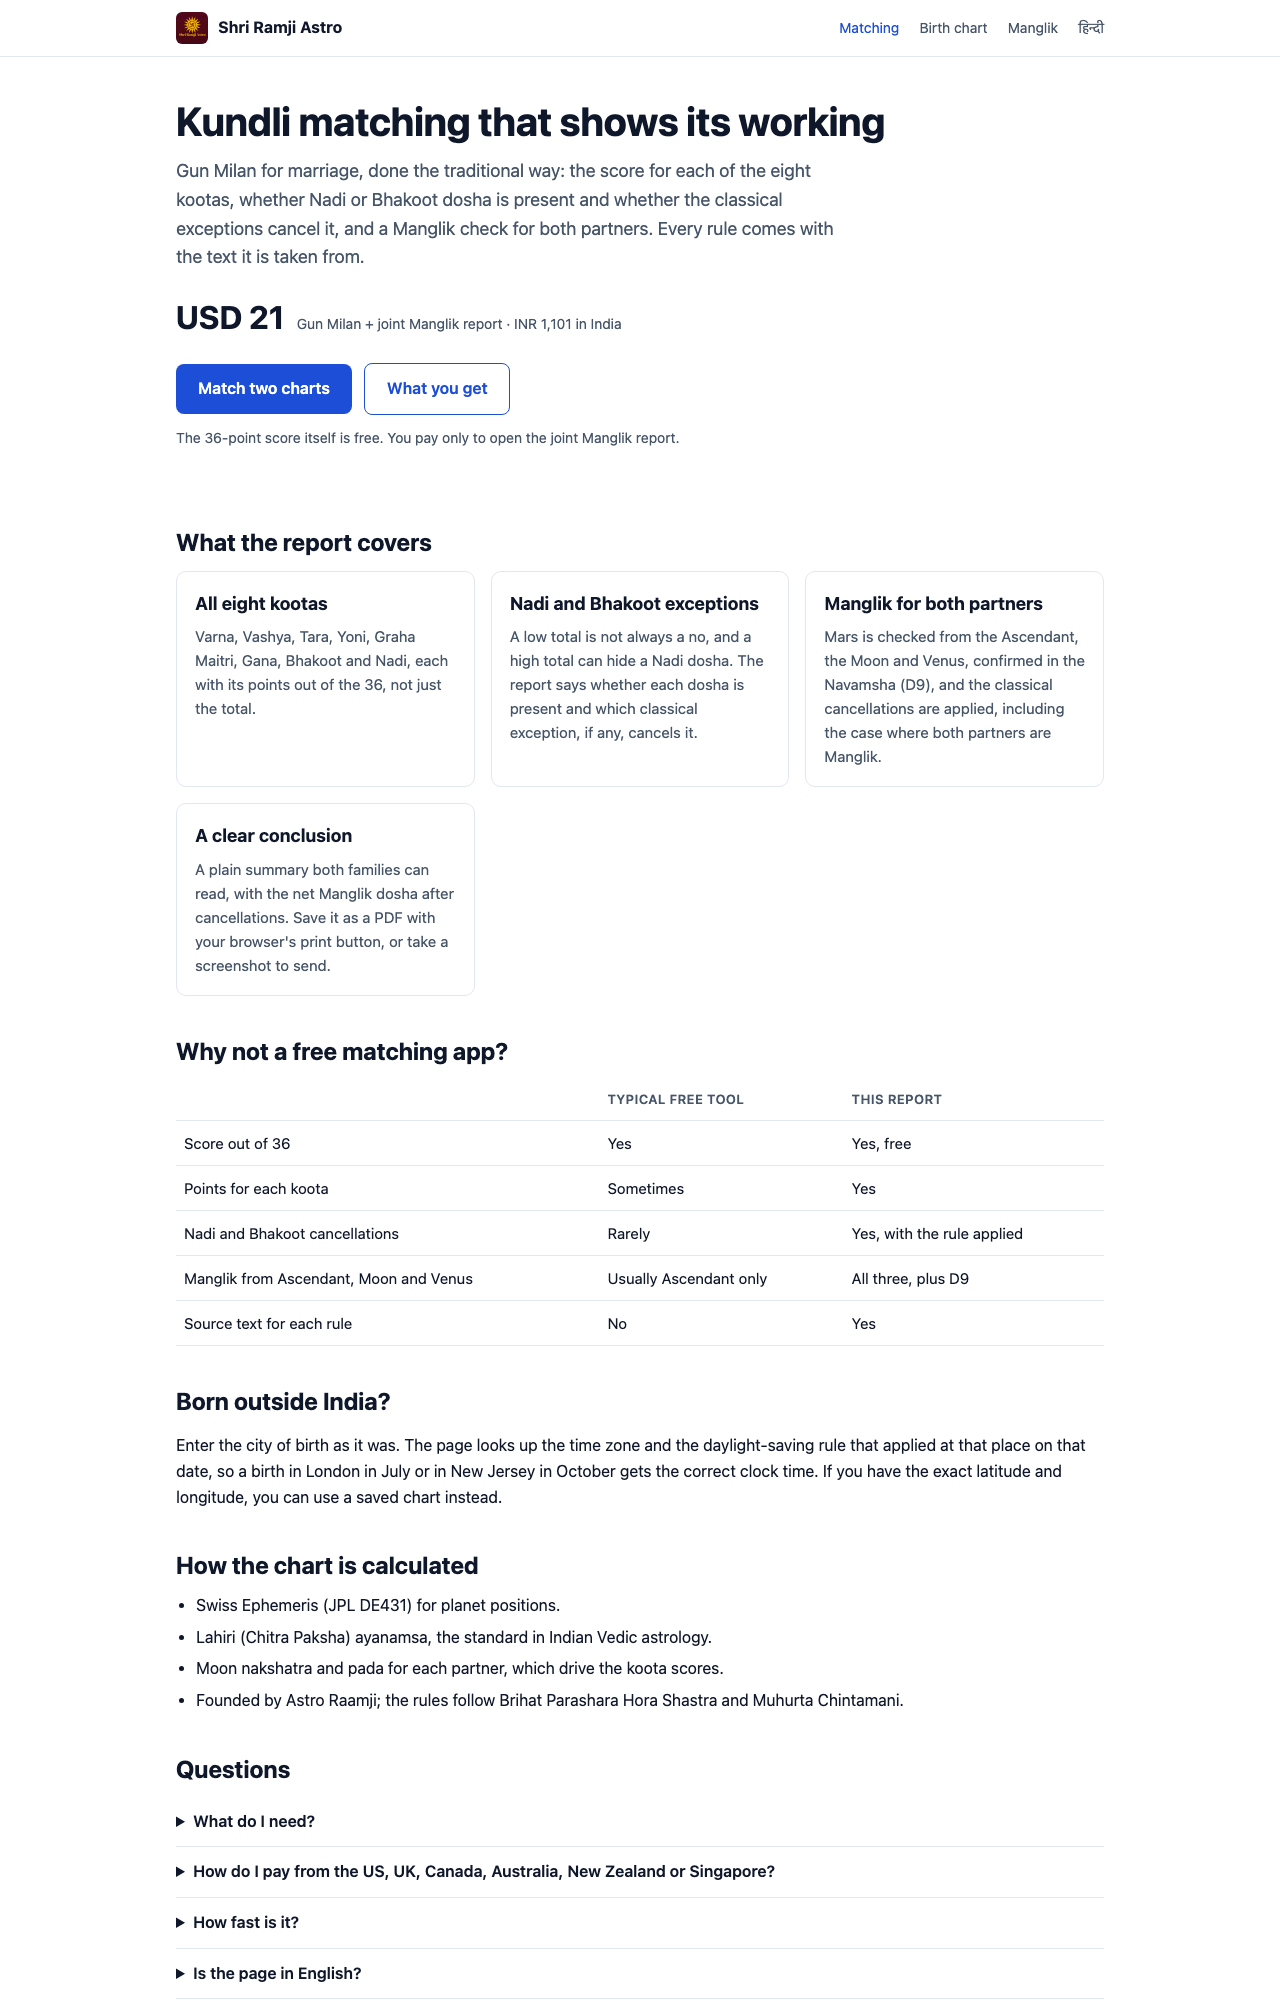 Shri Ramji Astro
Matching
Birth chart
Manglik
हिन्दी
Kundli matching that shows its working
Gun Milan for marriage, done the traditional way: the score for each of the eight
kootas, whether Nadi or Bhakoot dosha is present and whether the classical
exceptions cancel it, and a Manglik check for both partners. Every rule comes with
the text it is taken from.
USD 21 Gun Milan + joint Manglik report · INR 1,101 in India
Match two charts
What you get
The 36-point score itself is free. You pay only to open the joint Manglik report.
What the report covers
All eight kootas
Varna, Vashya, Tara, Yoni, Graha
Maitri, Gana, Bhakoot and Nadi, each
with its points out of the 36, not just
the total.
Nadi and Bhakoot exceptions
A low total is not always a no, and a
high total can hide a Nadi dosha. The
report says whether each dosha is
present and which classical
exception, if any, cancels it.
Manglik for both partners
Mars is checked from the Ascendant,
the Moon and Venus, confirmed in the
Navamsha (D9), and the classical
cancellations are applied, including
the case where both partners are
Manglik.
A clear conclusion
A plain summary both families can
read, with the net Manglik dosha after
cancellations. Save it as a PDF with
your browser's print button, or take a
screenshot to send.
Why not a free matching app?
TYPICAL FREE TOOL THIS REPORT
Score out of 36 Yes Yes, free
Points for each koota Sometimes Yes
Nadi and Bhakoot cancellations Rarely Yes, with the rule applied
Manglik from Ascendant, Moon and Venus Usually Ascendant only All three, plus D9
Source text for each rule No Yes
Born outside India?
Enter the city of birth as it was. The page looks up the time zone and the daylight-saving rule that applied at that place on that
date, so a birth in London in July or in New Jersey in October gets the correct clock time. If you have the exact latitude and
longitude, you can use a saved chart instead.
How the chart is calculated
• Swiss Ephemeris (JPL DE431) for planet positions.
• Lahiri (Chitra Paksha) ayanamsa, the standard in Indian Vedic astrology.
• Moon nakshatra and pada for each partner, which drive the koota scores.
• Founded by Astro Raamji; the rules follow Brihat Parashara Hora Shastra and Muhurta Chintamani.
Questions
What do I need?
How do I pay from the US, UK, Canada, Australia, New Zealand or Singapore?
How fast is it?
Is the page in English?